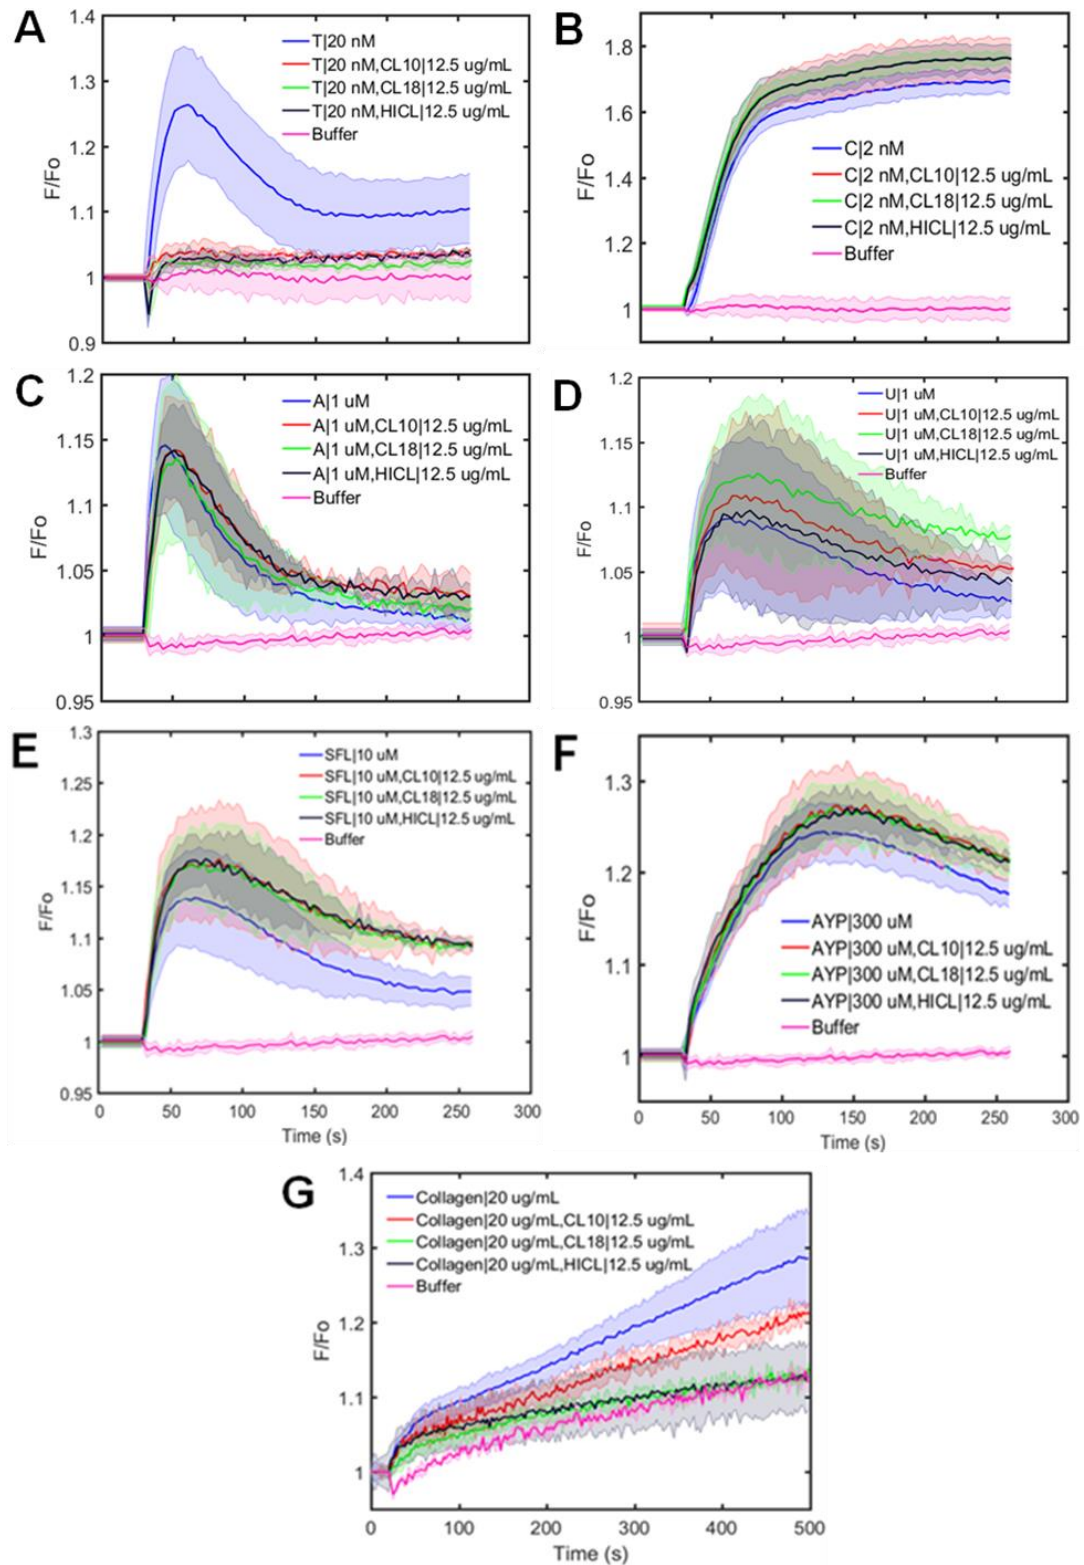 A
1.4
1.3
1.2
1.1
1
0.9
F/Fo
T|20 nM
T|20 nM,CL10|12.5 ug/mL
T|20 nM,CL18|12.5 ug/mL
T|20 nM,HICL|12.5 ug/mL
Buffer
B
1.8
1.6
1.4
1.2
1
F/Fo
C|2 nM
C|2 nM,CL10|12.5 ug/mL
C|2 nM,CL18|12.5 ug/mL
C|2 nM,HICL|12.5 ug/mL
Buffer
C
1.2
1.15
1.1
1.05
1
0.95
F/Fo
A|1 uM
A|1 uM,CL10|12.5 ug/mL
A|1 uM,CL18|12.5 ug/mL
A|1 uM,HICL|12.5 ug/mL
Buffer
D
1.2
1.15
1.1
1.05
1
0.95
F/Fo
U|1 uM
U|1 uM,CL10|12.5 ug/mL
U|1 uM,CL18|12.5 ug/mL
U|1 uM,HICL|12.5 ug/mL
Buffer
E
1.3
1.25
1.2
1.15
1.1
1.05
1
0.95
F/Fo
SFL|10 uM
SFL|10 uM,CL10|12.5 ug/mL
SFL|10 uM,CL18|12.5 ug/mL
SFL|10 uM,HICL|12.5 ug/mL
Buffer
0 50 100 150 200 250 300
Time (s)
F
1.3
1.2
1.1
1
F/Fo
AYP|300 uM
AYP|300 uM,CL10|12.5 ug/mL
AYP|300 uM,CL18|12.5 ug/mL
AYP|300 uM,HICL|12.5 ug/mL
Buffer
0 50 100 150 200 250 300
Time (s)
G
1.4
1.3
1.2
1.1
1
F/Fo
Collagen|20 ug/mL
Collagen|20 ug/mL,CL10|12.5 ug/mL
Collagen|20 ug/mL,CL18|12.5 ug/mL
Collagen|20 ug/mL,HICL|12.5 ug/mL
Buffer
0 100 200 300 400 500
Time (s)